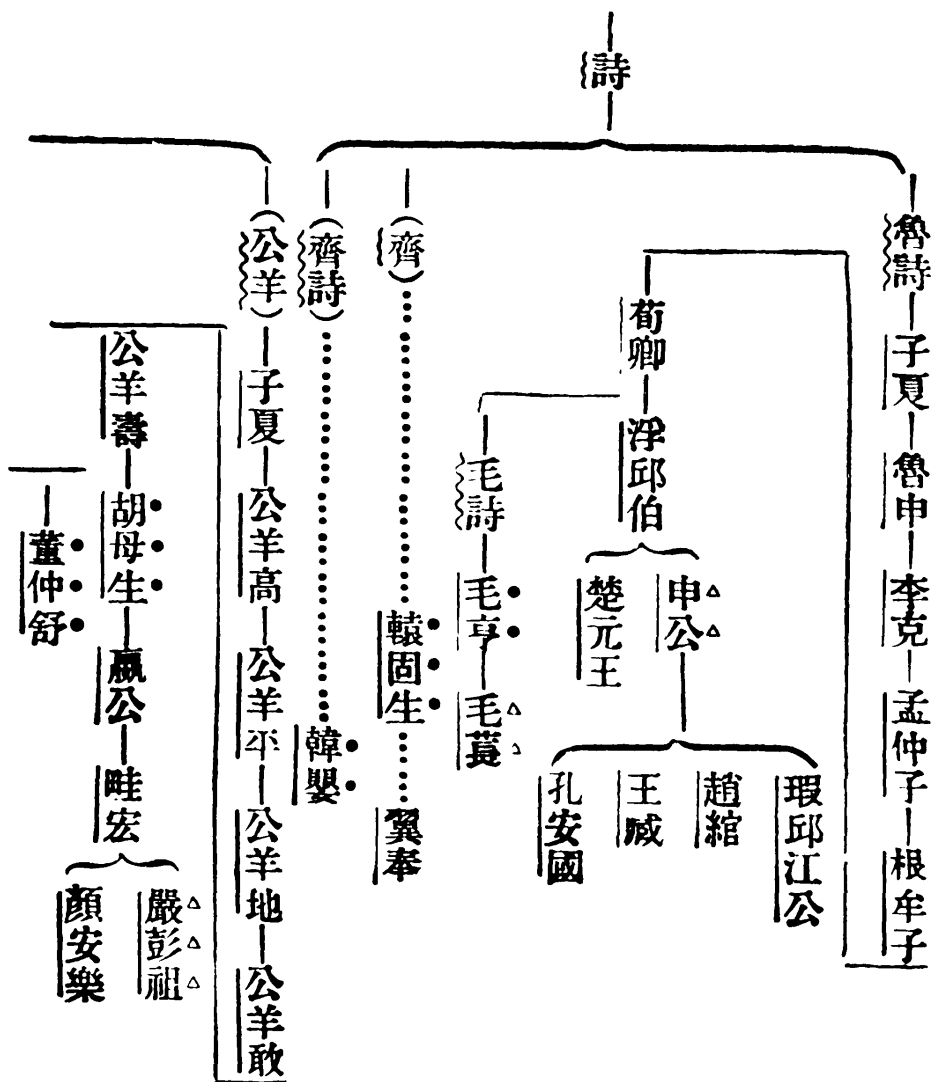 詩
魯詩
子夏
魯申
李克
孟仲子
根牟子
荀卿
浮邱伯
申公
楚元王
瑕邱江公
趙綰
王臧
孔安國
毛詩
毛亨
毛萇
(齊)
轅固生
翼奉
(齊詩)
韓嬰
(公羊)
子夏
公羊高
公羊平
公羊地
公羊敢
公羊壽
胡母生
嬴公
畦宏
嚴彭祖
顏安樂
董仲舒